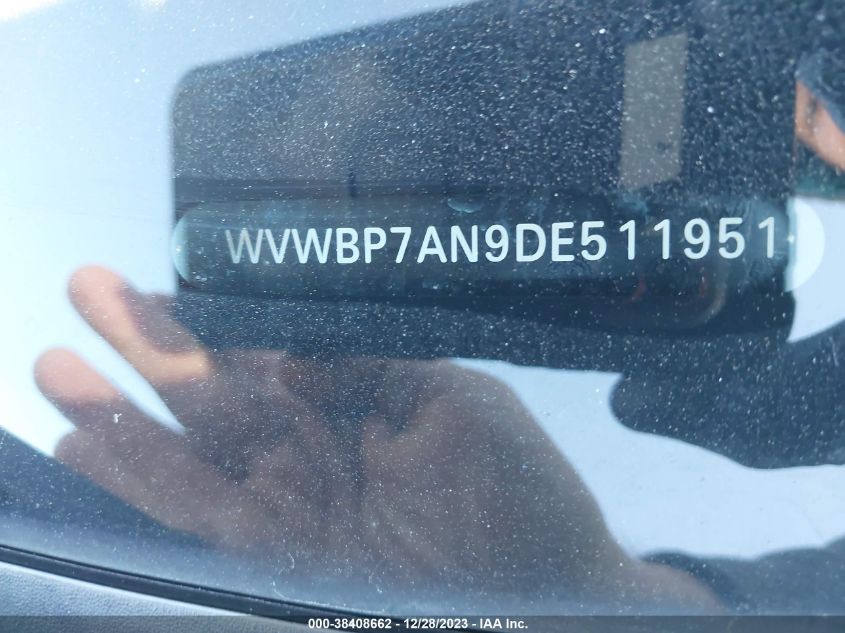 WVWBP7AN9DE511951
000-38408662 - 12/28/2023 - IAA Inc.